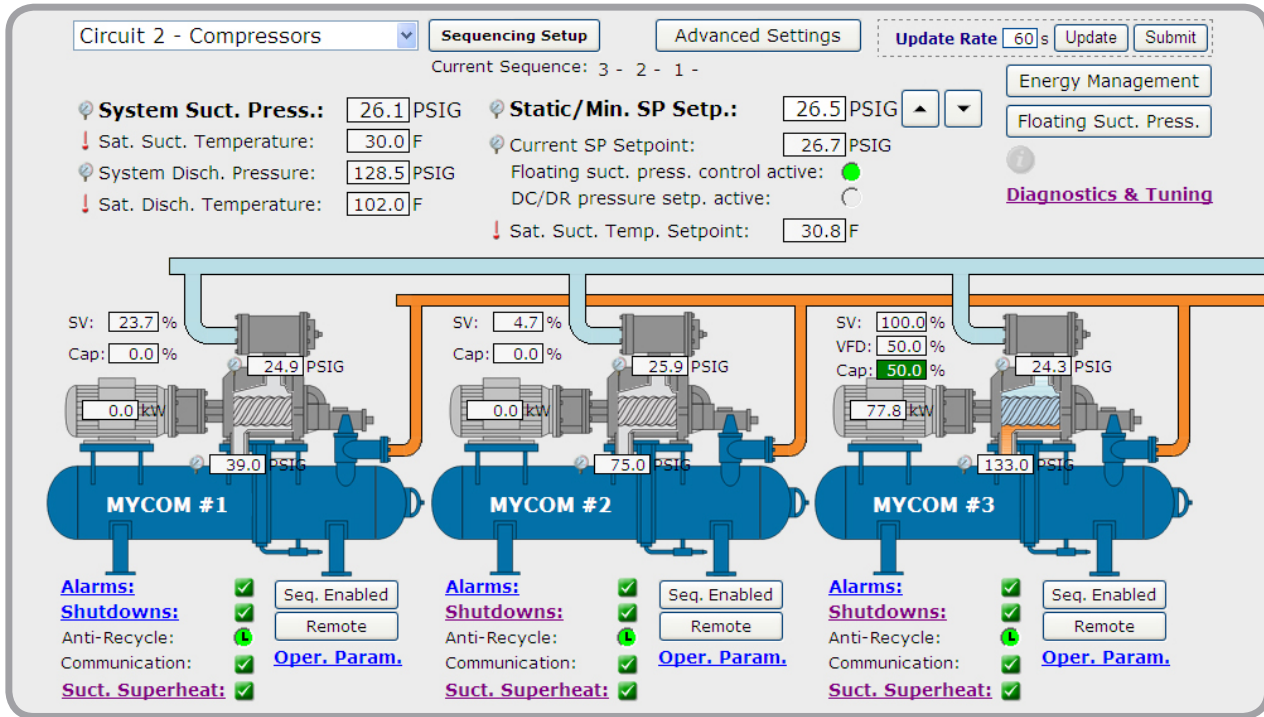 Circuit 2 - Compressors
Sequencing Setup
Advanced Settings
Update Rate 60 s Update Submit
Current Sequence: 3 - 2 - 1 -
Energy Management
System Suct. Press.: 26.1 PSIG
Static/Min. SP Setp.: 26.5 PSIG
Floating Suct. Press.
Sat. Suct. Temperature: 30.0 F
Current SP Setpoint: 26.7 PSIG
System Disch. Pressure: 128.5 PSIG
Floating suct. press. control active:
Sat. Disch. Temperature: 102.0 F
DC/DR pressure setp. active:
Diagnostics & Tuning
Sat. Suct. Temp. Setpoint: 30.8 F
SV: 23.7 %
Cap: 0.0 %
24.9 PSIG
0.0 kW
39.0 PSIG
MYCOM #1
Alarms:
Seq. Enabled
Shutdowns:
Remote
Anti-Recycle:
Communication:
Oper. Param.
Suct. Superheat:
SV: 4.7 %
Cap: 0.0 %
25.9 PSIG
0.0 kW
75.0 PSIG
MYCOM #2
Alarms:
Seq. Enabled
Shutdowns:
Remote
Anti-Recycle:
Communication:
Oper. Param.
Suct. Superheat:
SV: 100.0 %
VFD: 50.0 %
Cap: 50.0 %
24.3 PSIG
77.8 kW
133.0 PSIG
MYCOM #3
Alarms:
Seq. Enabled
Shutdowns:
Remote
Anti-Recycle:
Communication:
Oper. Param.
Suct. Superheat: